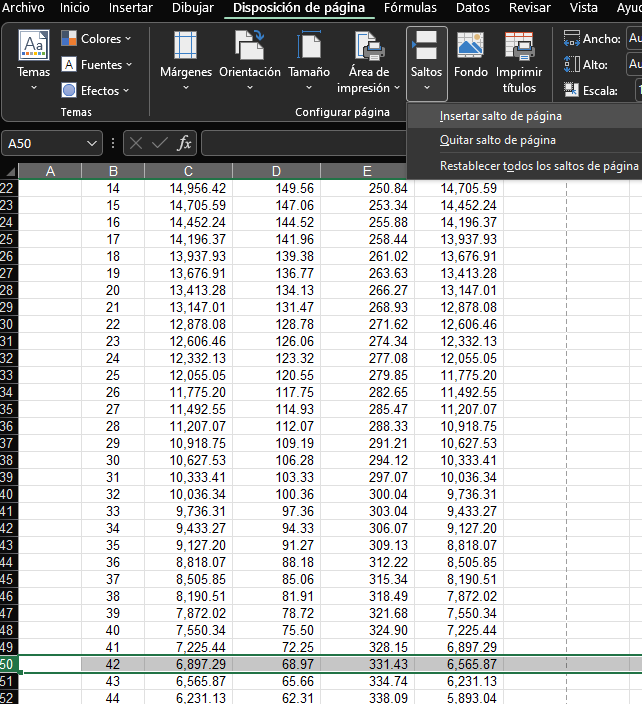 Archivo Inicio Insertar Dibujar Disposición de página Fórmulas Datos Revisar Vista
Temas Colores Fuentes Efectos
Temas
Márgenes Orientación Tamaño Área de impresión Saltos Fondo Imprimir títulos
Configurar página
Ancho:
Alto:
Escala:
Insertar salto de página
Quitar salto de página
Restablecer todos los saltos de página
A50 fx
A B C D E
22 14 14,956.42 149.56 250.84 14,705.59
23 15 14,705.59 147.06 253.34 14,452.24
24 16 14,452.24 144.52 255.88 14,196.37
25 17 14,196.37 141.96 258.44 13,937.93
26 18 13,937.93 139.38 261.02 13,676.91
27 19 13,676.91 136.77 263.63 13,413.28
28 20 13,413.28 134.13 266.27 13,147.01
29 21 13,147.01 131.47 268.93 12,878.08
30 22 12,878.08 128.78 271.62 12,606.46
31 23 12,606.46 126.06 274.34 12,332.13
32 24 12,332.13 123.32 277.08 12,055.05
33 25 12,055.05 120.55 279.85 11,775.20
34 26 11,775.20 117.75 282.65 11,492.55
35 27 11,492.55 114.93 285.47 11,207.07
36 28 11,207.07 112.07 288.33 10,918.75
37 29 10,918.75 109.19 291.21 10,627.53
38 30 10,627.53 106.28 294.12 10,333.41
39 31 10,333.41 103.33 297.07 10,036.34
40 32 10,036.34 100.36 300.04 9,736.31
41 33 9,736.31 97.36 303.04 9,433.27
42 34 9,433.27 94.33 306.07 9,127.20
43 35 9,127.20 91.27 309.13 8,818.07
44 36 8,818.07 88.18 312.22 8,505.85
45 37 8,505.85 85.06 315.34 8,190.51
46 38 8,190.51 81.91 318.49 7,872.02
47 39 7,872.02 78.72 321.68 7,550.34
48 40 7,550.34 75.50 324.90 7,225.44
49 41 7,225.44 72.25 328.15 6,897.29
50 42 6,897.29 68.97 331.43 6,565.87
51 43 6,565.87 65.66 334.74 6,231.13
52 44 6,231.13 62.31 338.09 5,893.04